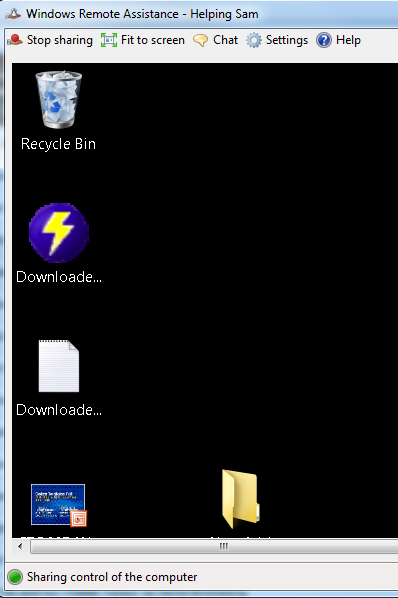 Windows Remote Assistance - Helping Sam
Stop sharing Fit to screen Chat Settings Help
Recycle Bin
Downloade...
Downloade...
Sharing control of the computer